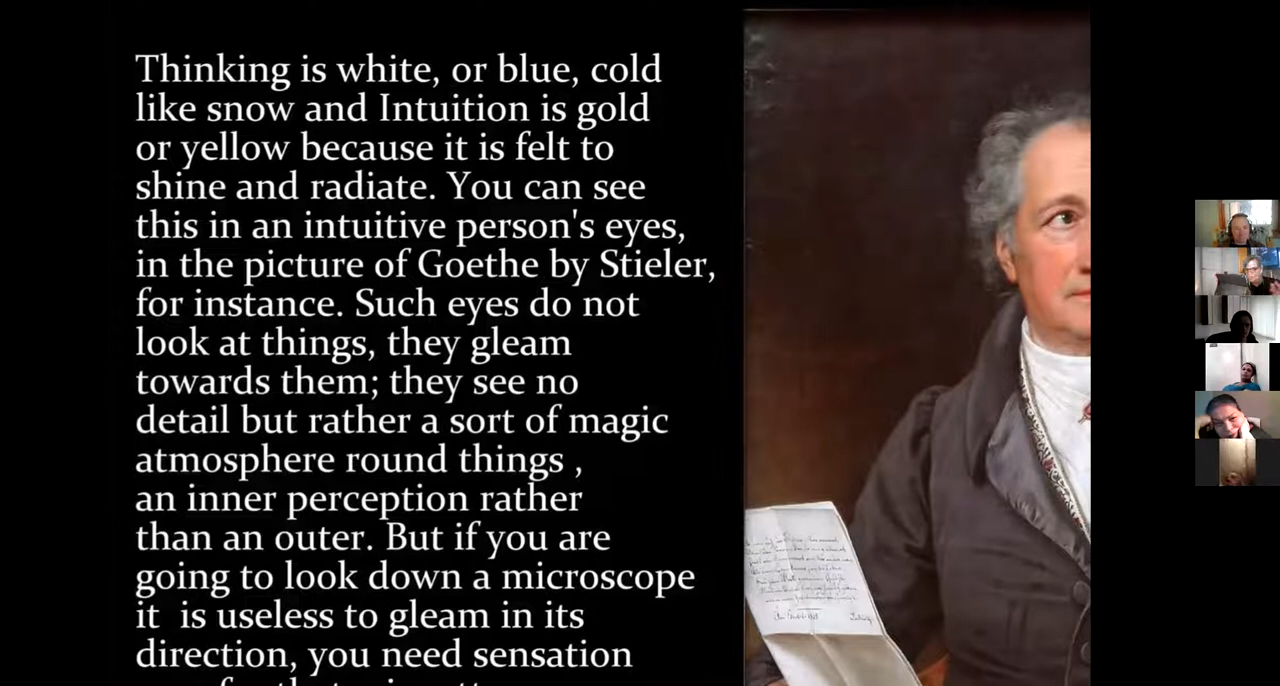 Thinking is white, or blue, cold
like snow and Intuition is gold
or yellow because it is felt to
shine and radiate. You can see
this in an intuitive person's eyes,
in the picture of Goethe by Stieler,
for instance. Such eyes do not
look at things, they gleam
towards them; they see no
detail but rather a sort of magic
atmosphere round things ,
an inner perception rather
than an outer. But if you are
going to look down a microscope
it  is useless to gleam in its
direction, you need sensation